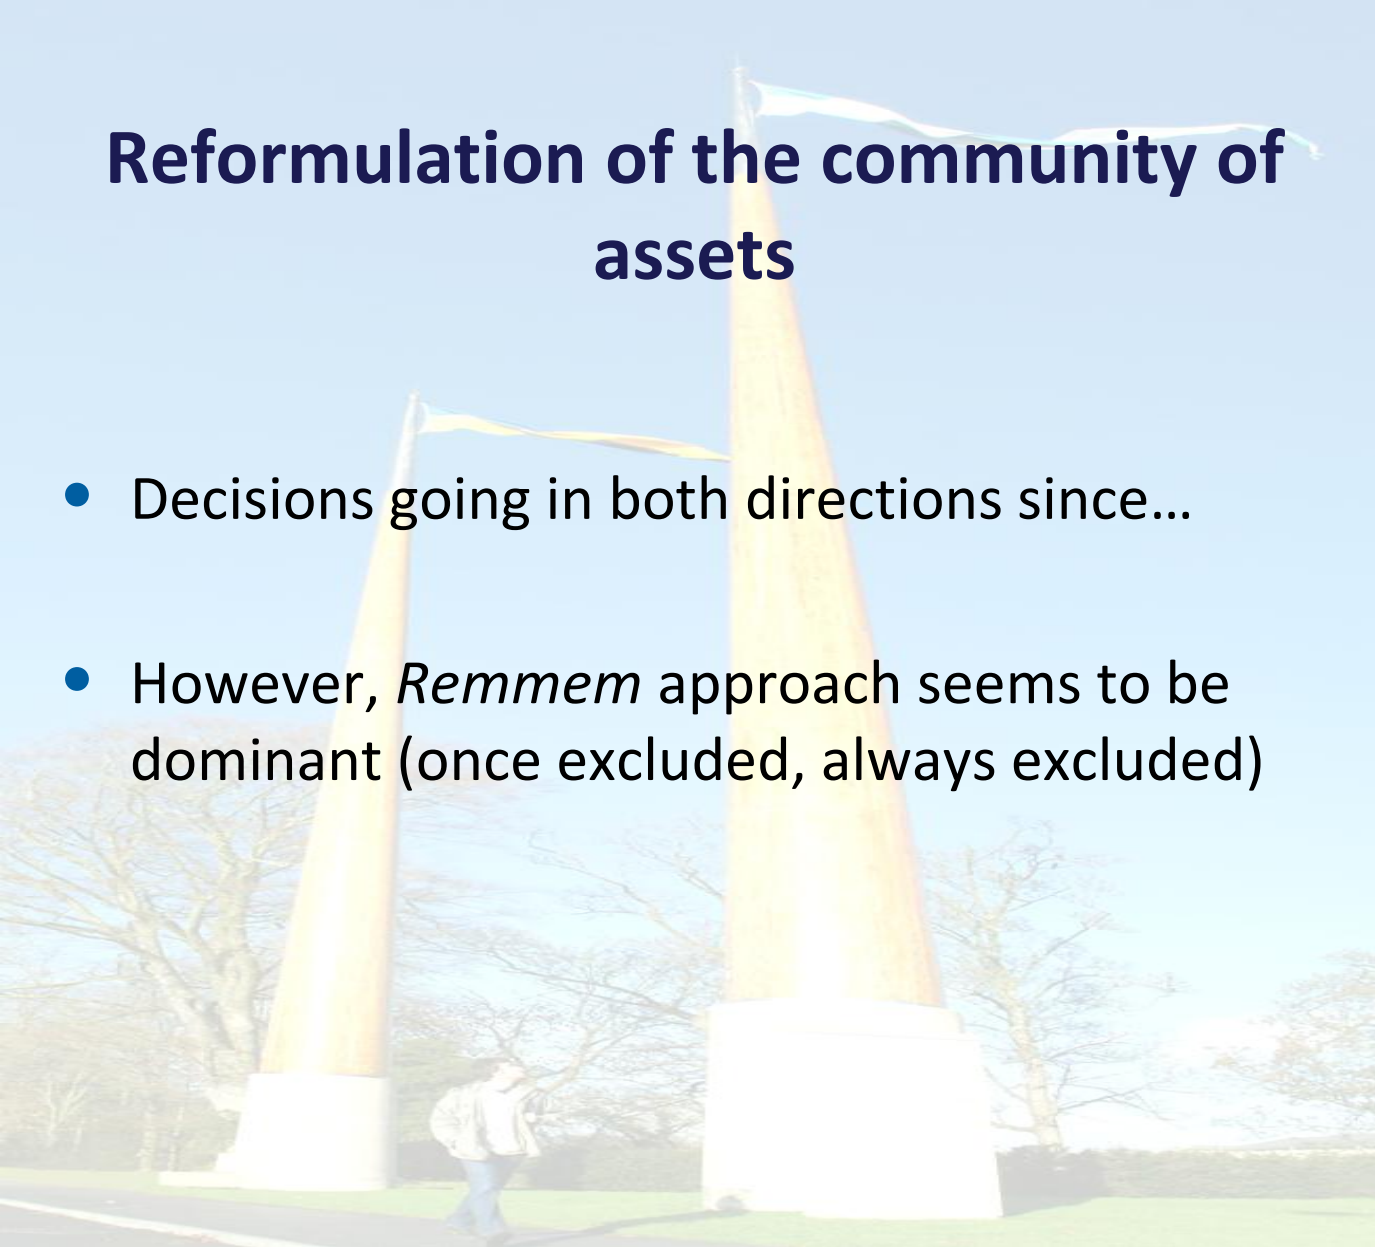 Reformulation of the community of
assets
• Decisions going in both directions since…
• However, Remmem approach seems to be
dominant (once excluded, always excluded)